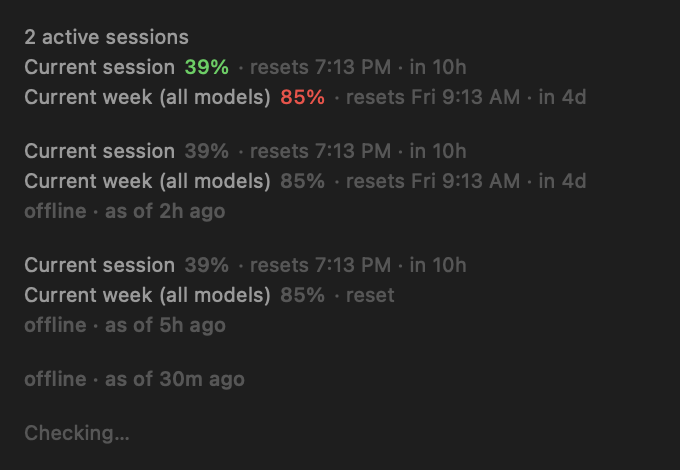 2 active sessions
Current session 39% · resets 7:13 PM · in 10h
Current week (all models) 85% · resets Fri 9:13 AM · in 4d
Current session 39% · resets 7:13 PM · in 10h
Current week (all models) 85% · resets Fri 9:13 AM · in 4d
offline · as of 2h ago
Current session 39% · resets 7:13 PM · in 10h
Current week (all models) 85% · reset
offline · as of 5h ago
offline · as of 30m ago
Checking…